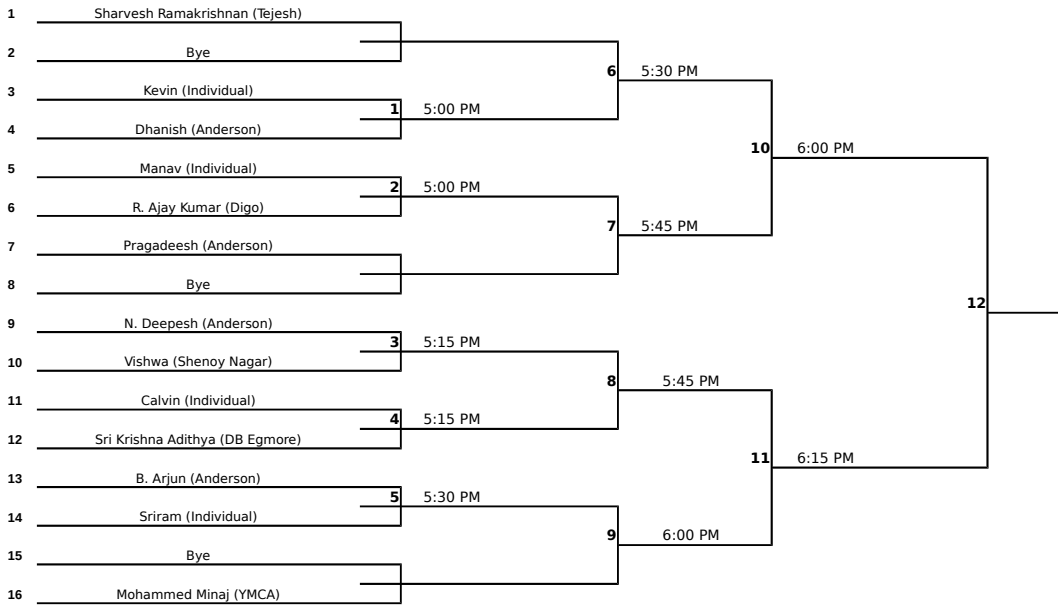 1 Sharvesh Ramakrishnan (Tejesh)
2 Bye
6 5:30 PM
3 Kevin (Individual)
1 5:00 PM
4 Dhanish (Anderson)
10 6:00 PM
5 Manav (Individual)
2 5:00 PM
6 R. Ajay Kumar (Digo)
7 5:45 PM
7 Pragadeesh (Anderson)
8 Bye
12
9 N. Deepesh (Anderson)
3 5:15 PM
10 Vishwa (Shenoy Nagar)
8 5:45 PM
11 Calvin (Individual)
4 5:15 PM
12 Sri Krishna Adithya (DB Egmore)
11 6:15 PM
13 B. Arjun (Anderson)
5 5:30 PM
14 Sriram (Individual)
9 6:00 PM
15 Bye
16 Mohammed Minaj (YMCA)